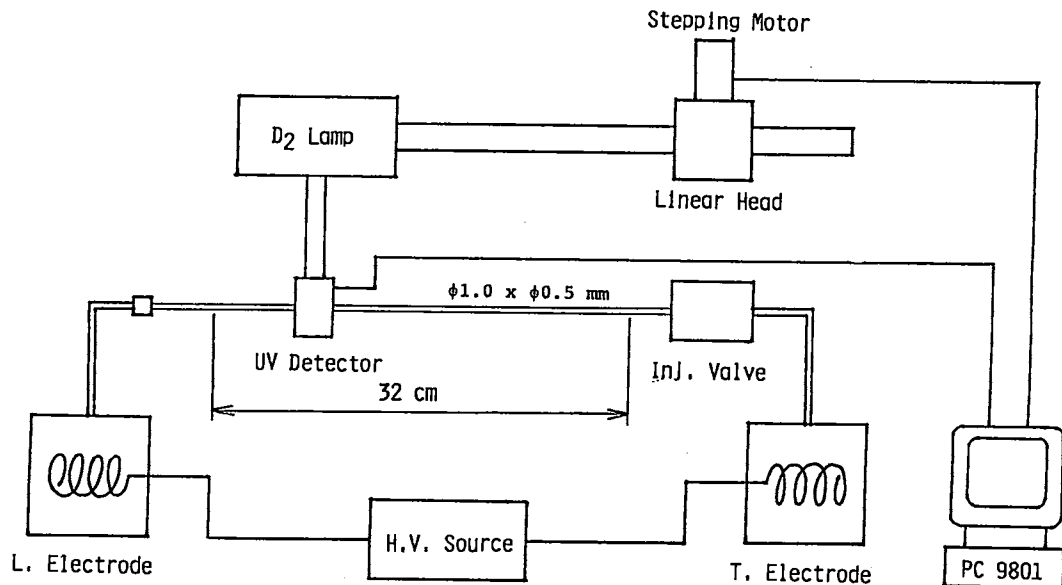 Stepping Motor
D2 Lamp
Linear Head
ϕ1.0 x ϕ0.5 mm
UV Detector
Inj. Valve
32 cm
H.V. Source
L. Electrode
T. Electrode
PC 9801